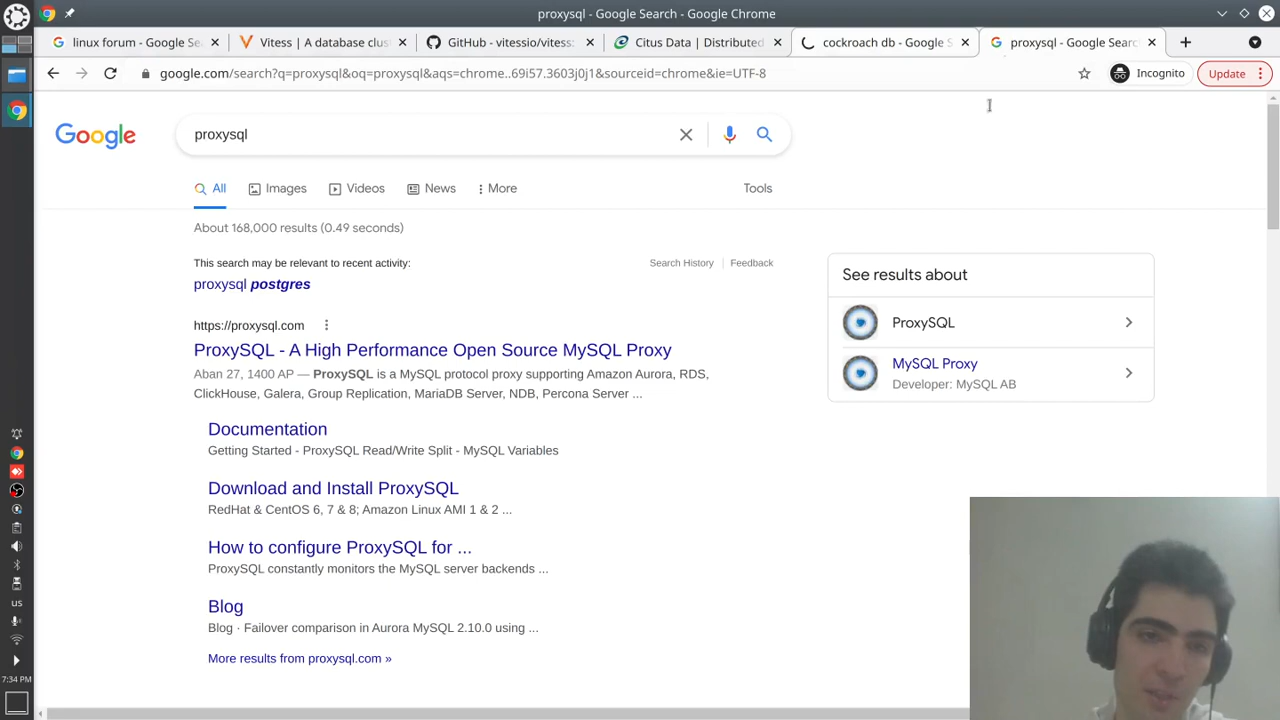 proxysql - Google Search - Google Chrome
linux forum - Google Se
Vitess | A database clus
GitHub - vitessio/vitess:
Citus Data | Distributed
cockroach db - Google S
proxysql - Google Searc
google.com/search?q=proxysql&oq=proxysql&aqs=chrome..69i57.3603j0j1&sourceid=chrome&ie=UTF-8
Incognito
Update
Google
proxysql
All
Images
Videos
News
More
Tools
About 168,000 results (0.49 seconds)
This search may be relevant to recent activity:
Search History
Feedback
proxysql postgres
https://proxysql.com
ProxySQL - A High Performance Open Source MySQL Proxy
Aban 27, 1400 AP — ProxySQL is a MySQL protocol proxy supporting Amazon Aurora, RDS,
ClickHouse, Galera, Group Replication, MariaDB Server, NDB, Percona Server ...
Documentation
Getting Started - ProxySQL Read/Write Split - MySQL Variables
Download and Install ProxySQL
RedHat & CentOS 6, 7 & 8; Amazon Linux AMI 1 & 2 ...
How to configure ProxySQL for ...
ProxySQL constantly monitors the MySQL server backends ...
Blog
Blog · Failover comparison in Aurora MySQL 2.10.0 using ...
More results from proxysql.com »
See results about
ProxySQL
MySQL Proxy
Developer: MySQL AB
us
7:34 PM